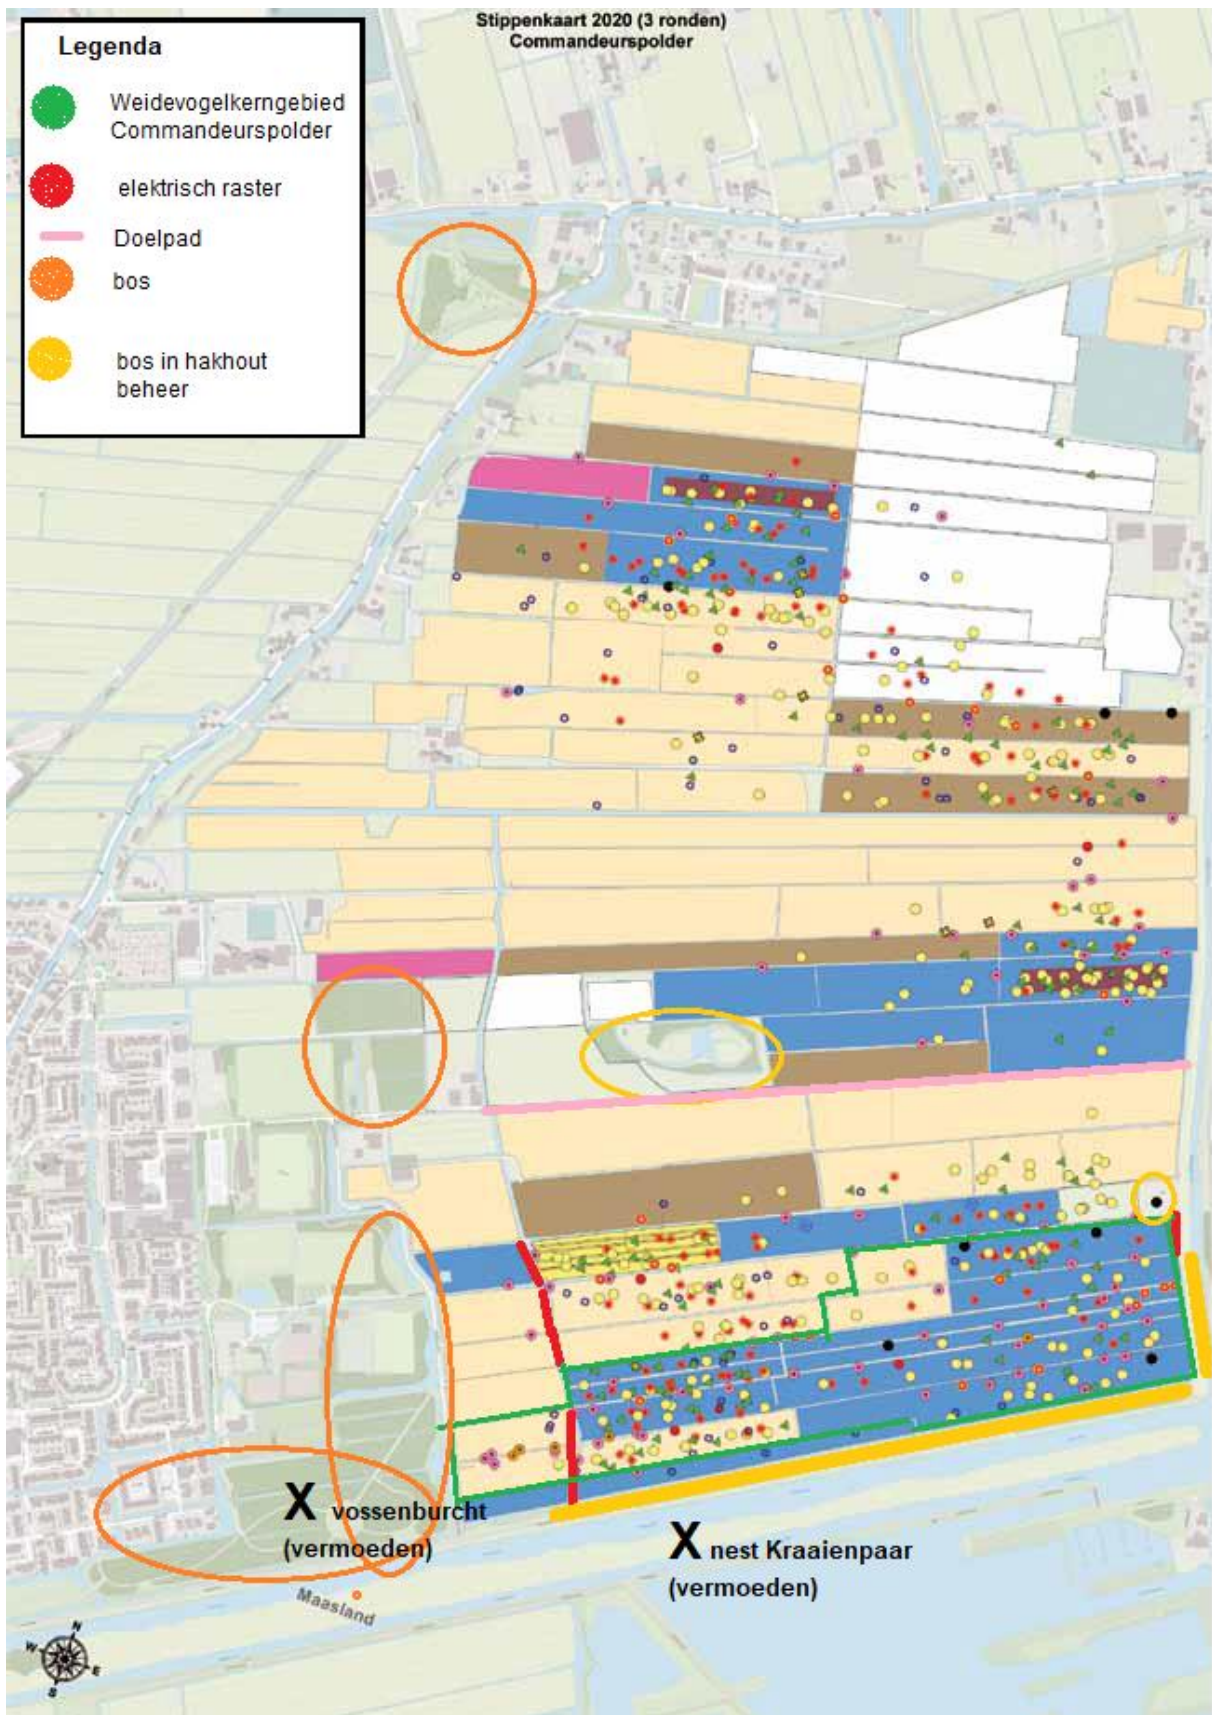 Stippenkaart 2020 (3 ronden)
Commandeurspolder
Legenda
Weidevogelkerngebied
Commandeurspolder
elektrisch raster
Doelpad
bos
bos in hakhout
beheer
X vossenburcht
(vermoeden)
X nest Kraaienpaar
(vermoeden)
Maasland
N
W
E
S